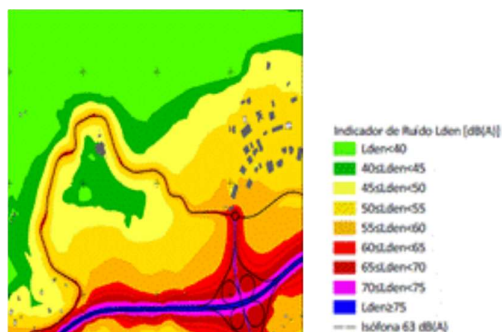 Indicador de Ruído Lden [dB(A)]
Lden<40
40≤Lden<45
45≤Lden<50
50≤Lden<55
55≤Lden<60
60≤Lden<65
65≤Lden<70
70≤Lden<75
Lden≥75
Isófona 63 dB(A)